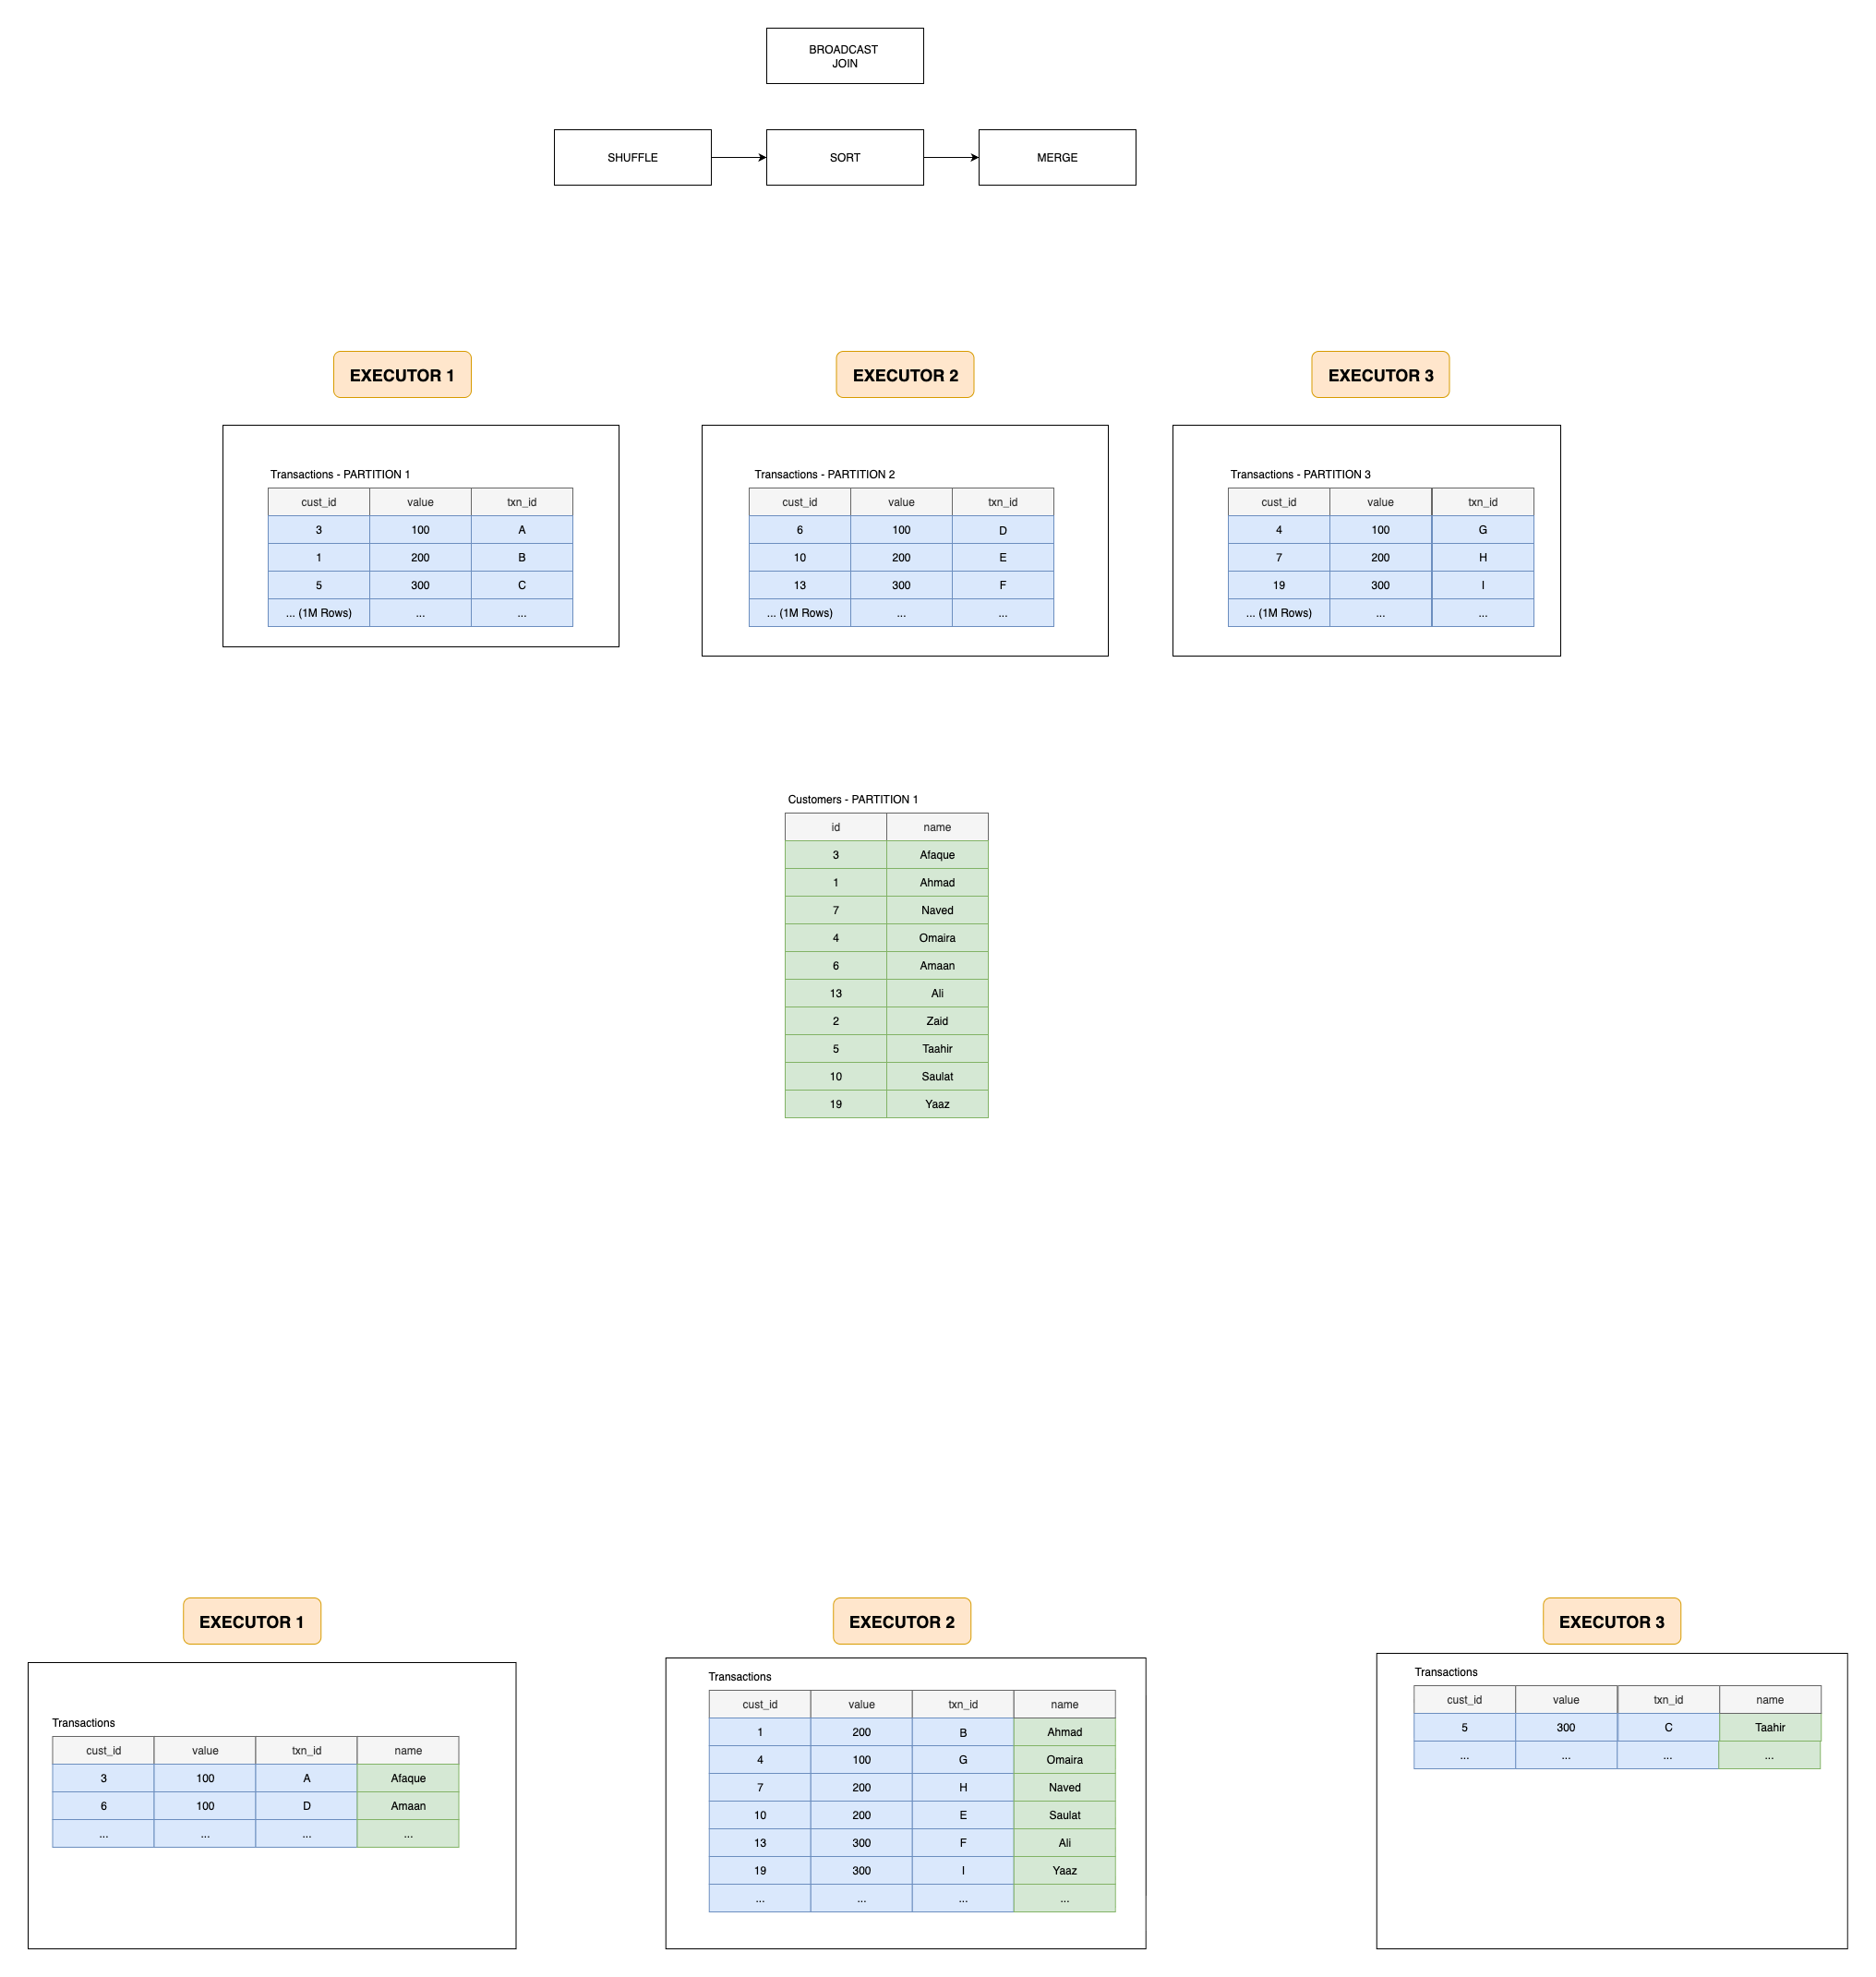 BROADCAST
JOIN
SHUFFLE
SORT
MERGE
EXECUTOR 1
EXECUTOR 2
EXECUTOR 3
Transactions - PARTITION 1
cust_id value txn_id
3 100 A
1 200 B
5 300 C
... (1M Rows) ... ...
Transactions - PARTITION 2
cust_id value txn_id
6 100 D
10 200 E
13 300 F
... (1M Rows) ... ...
Transactions - PARTITION 3
cust_id value txn_id
4 100 G
7 200 H
19 300 I
... (1M Rows) ... ...
Customers - PARTITION 1
id name
3 Afaque
1 Ahmad
7 Naved
4 Omaira
6 Amaan
13 Ali
2 Zaid
5 Taahir
10 Saulat
19 Yaaz
EXECUTOR 1
EXECUTOR 2
EXECUTOR 3
Transactions
cust_id value txn_id name
3 100 A Afaque
6 100 D Amaan
... ... ... ...
Transactions
cust_id value txn_id name
1 200 B Ahmad
4 100 G Omaira
7 200 H Naved
10 200 E Saulat
13 300 F Ali
19 300 I Yaaz
... ... ... ...
Transactions
cust_id value txn_id name
5 300 C Taahir
... ... ... ...